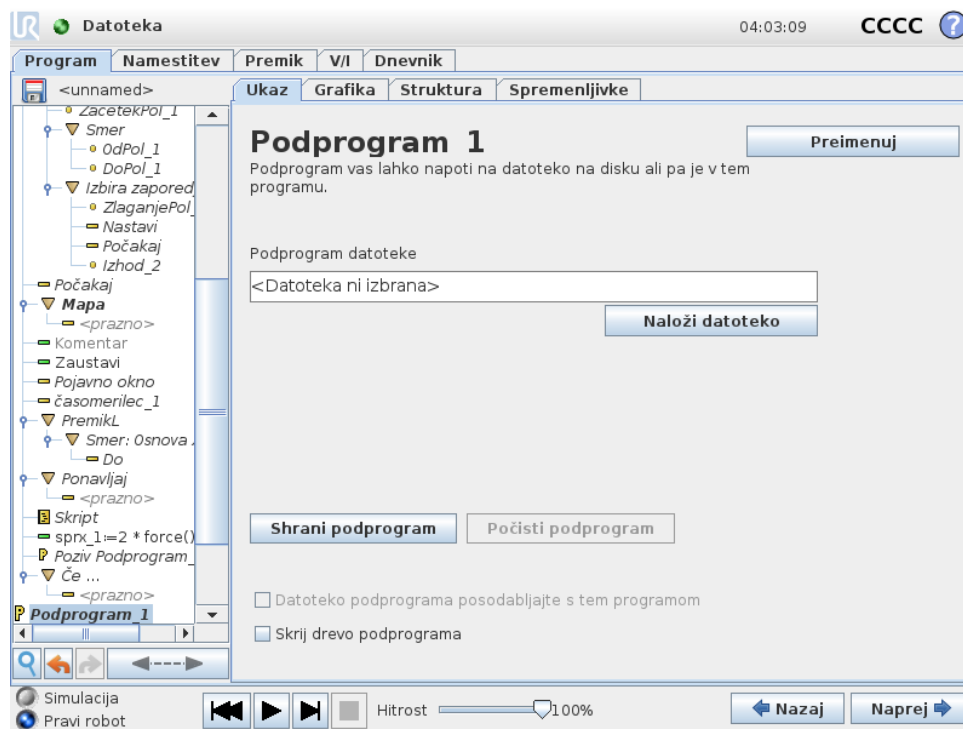 UR Datoteka 04:03:09 CCCC ?
Program Namestitev Premik V/I Dnevnik
<unnamed>
Ukaz Grafika Struktura Spremenljivke
ZacetekPol_1
Smer
OdPol_1
DoPol_1
Izbira zapored
ZlaganjePol_
Nastavi
Počakaj
Izhod_2
Počakaj
Mapa
<prazno>
Komentar
Zaustavi
Pojavno okno
časomerilec_1
PremikL
Smer: Osnova
Do
Ponavljaj
<prazno>
Skript
sprx_1≔2 * force()
Poziv Podprogram_
Če ...
<prazno>
Podprogram_1
Podprogram 1
Preimenuj
Podprogram vas lahko napoti na datoteko na disku ali pa je v tem
programu.
Podprogram datoteke
<Datoteka ni izbrana>
Naloži datoteko
Shrani podprogram
Počisti podprogram
Datoteko podprograma posodabljajte s tem programom
Skrij drevo podprograma
Simulacija
Pravi robot
Hitrost 100%
Nazaj
Naprej